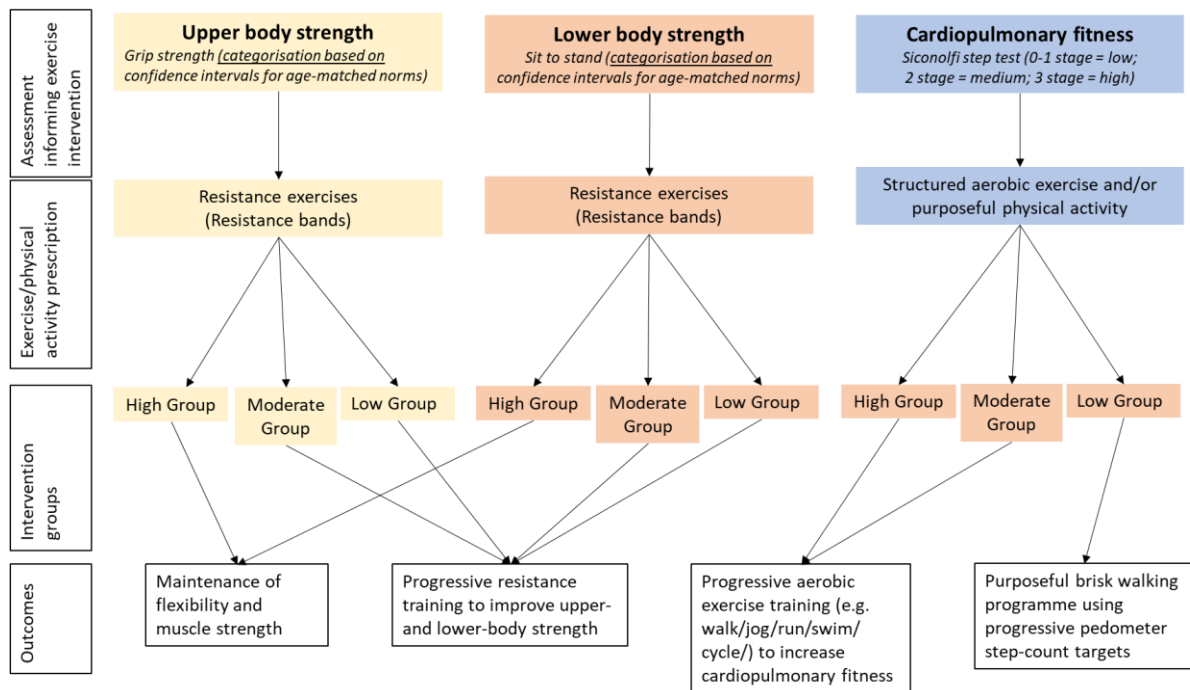 Assessment
informing exercise
intervention
Upper body strength
Grip strength (categorisation based on
confidence intervals for age-matched norms)
Lower body strength
Sit to stand (categorisation based on
confidence intervals for age-matched norms)
Cardiopulmonary fitness
Siconolfi step test (0-1 stage = low;
2 stage = medium; 3 stage = high)
Exercise/physical
activity prescription
Resistance exercises
(Resistance bands)
Resistance exercises
(Resistance bands)
Structured aerobic exercise and/or
purposeful physical activity
Intervention
groups
High Group
Moderate
Group
Low Group
High Group
Moderate
Group
Low Group
High Group
Moderate
Group
Low Group
Outcomes
Maintenance of
flexibility and
muscle strength
Progressive resistance
training to improve upper-
and lower-body strength
Progressive aerobic
exercise training (e.g.
walk/jog/run/swim/
cycle/) to increase
cardiopulmonary fitness
Purposeful brisk walking
programme using
progressive pedometer
step-count targets